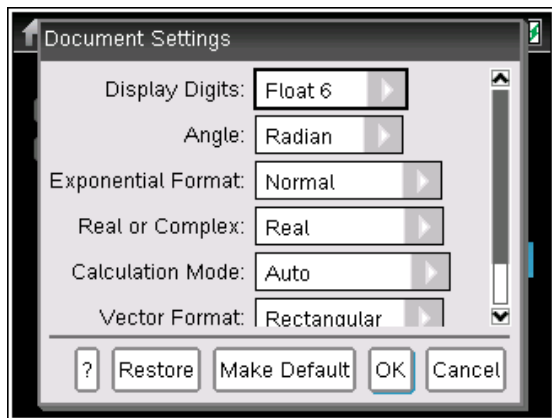 Document Settings
Display Digits: Float 6
Angle: Radian
Exponential Format: Normal
Real or Complex: Real
Calculation Mode: Auto
Vector Format: Rectangular
? Restore Make Default OK Cancel